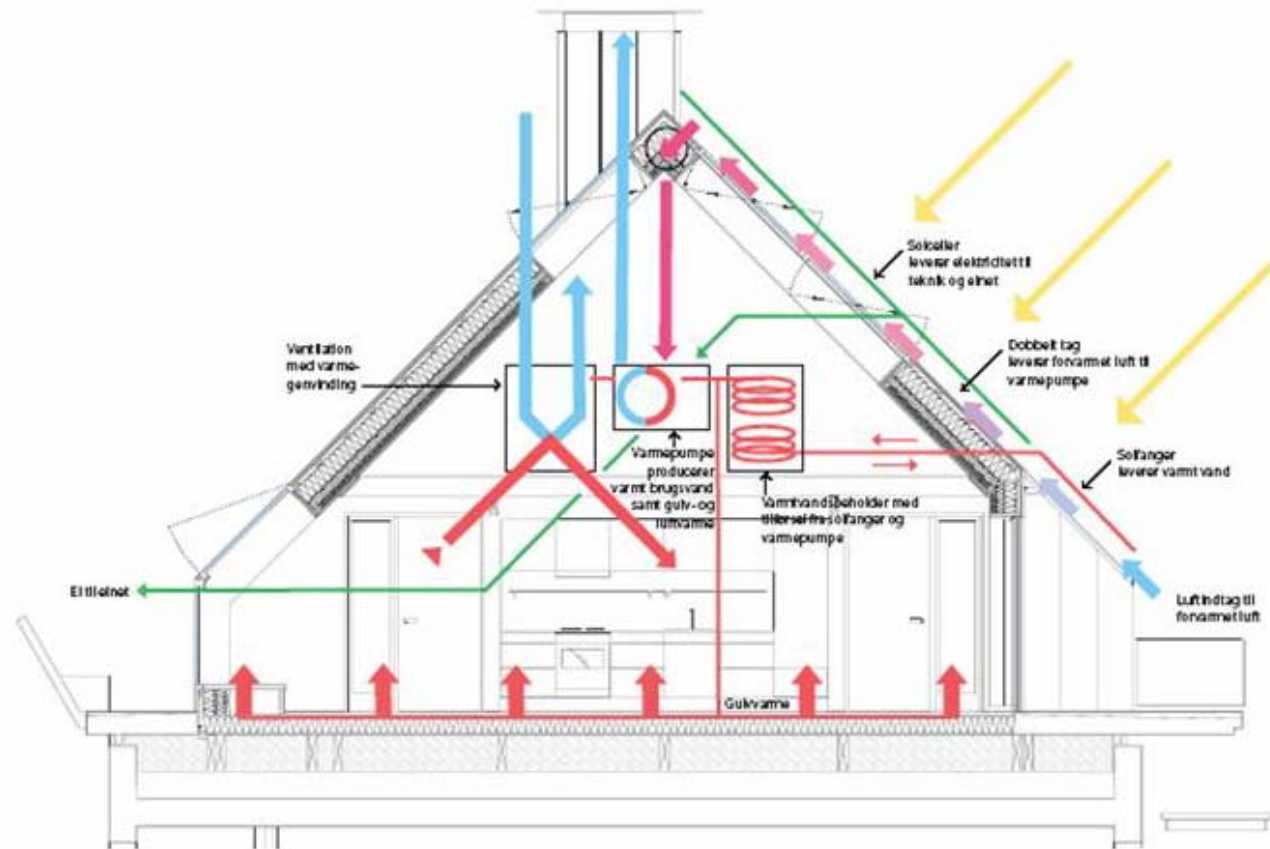 Solceller
leverer elektricitet til
teknik og elnet
Ventilation
med varme-
genvinding
Dobbelt tag
leverer forvarmet luft til
varmepumpe
Varmepumpe
producerer
varmt brugsvand
samt gulv- og
luftvarme
Solfanger
leverer varmt vand
Varmtvandsbeholder med
tilførsel fra solfanger og
varmepumpe
El til elnet
Luftindtag til
forvarmet luft
Gulvvarme